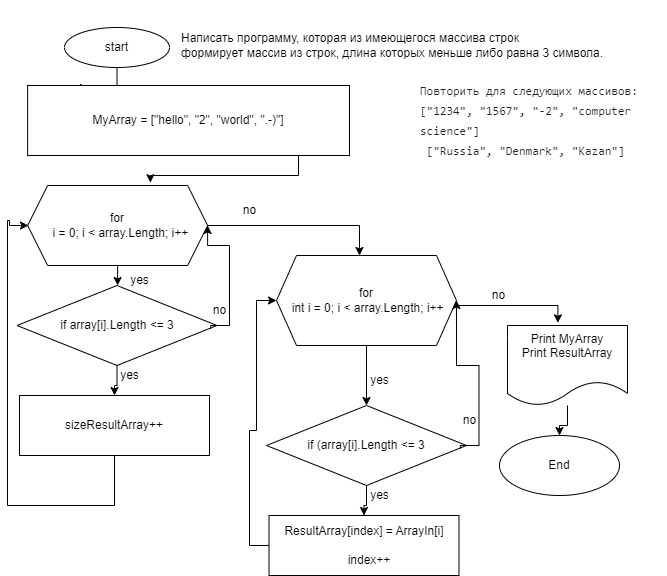 start
Написать программу, которая из имеющегося массива строк
формирует массив из строк, длина которых меньше либо равна 3 символа.
Повторить для следующих массивов:
["1234", "1567", "-2", "computer
science"]
["Russia", "Denmark", "Kazan"]
MyArray = ["hello", "2", "world", ".-)"]
for
i = 0; i < array.Length; i++
no
yes
if array[i].Length <= 3
no
yes
sizeResultArray++
for
int i = 0; i < array.Length; i++
no
yes
if (array[i].Length <= 3
no
yes
ResultArray[index] = ArrayIn[i]
index++
Print MyArray
Print ResultArray
End